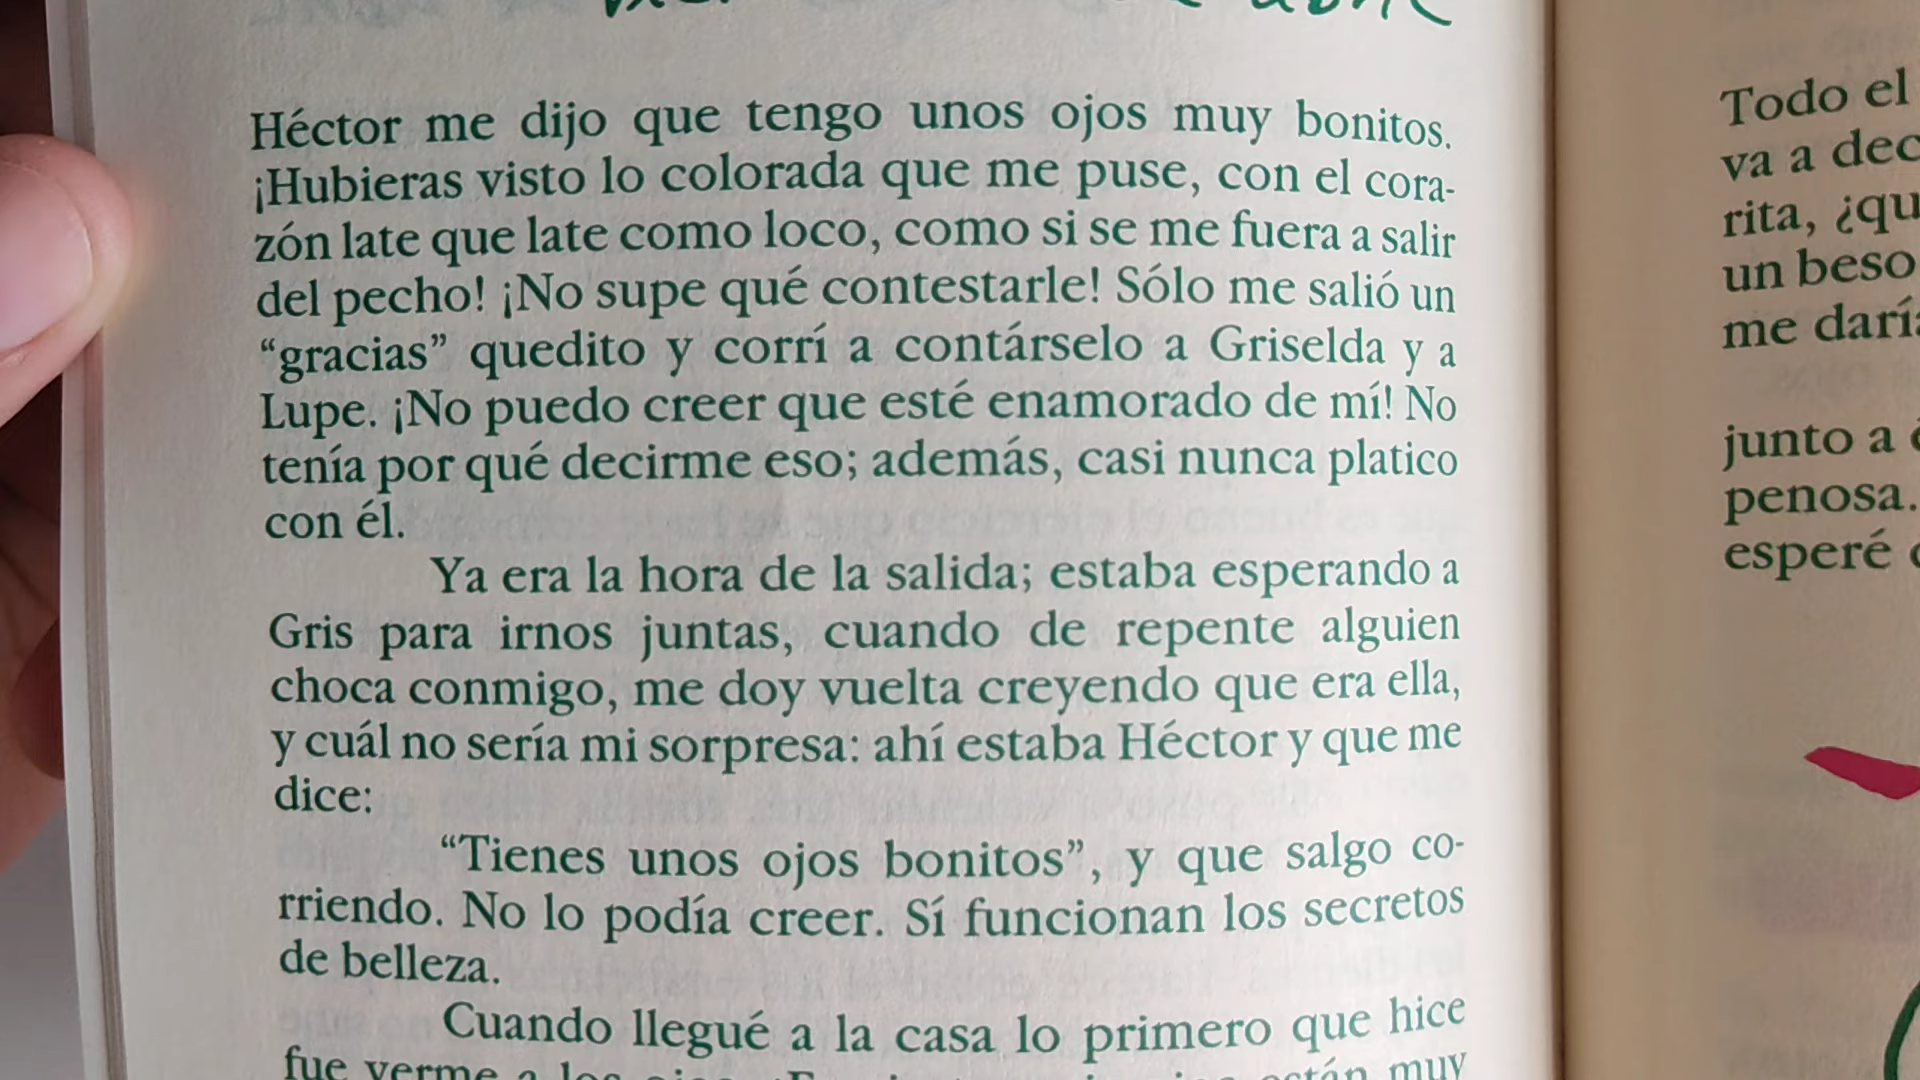 Héctor me dijo que tengo unos ojos muy bonitos.
¡Hubieras visto lo colorada que me puse, con el cora-
zón late que late como loco, como si se me fuera a salir
del pecho! ¡No supe qué contestarle! Sólo me salió un
“gracias” quedito y corrí a contárselo a Griselda y a
Lupe. ¡No puedo creer que esté enamorado de mí! No
tenía por qué decirme eso; además, casi nunca platico
con él.
Ya era la hora de la salida; estaba esperando a
Gris para irnos juntas, cuando de repente alguien
choca conmigo, me doy vuelta creyendo que era ella,
y cuál no sería mi sorpresa: ahí estaba Héctor y que me
dice:
“Tienes unos ojos bonitos”, y que salgo co-
rriendo. No lo podía creer. Sí funcionan los secretos
de belleza.
Cuando llegué a la casa lo primero que hice
fue verme a los muy
Todo el
va a dec
rita, ¿qu
un beso
me daría
junto a
penosa.
esperé